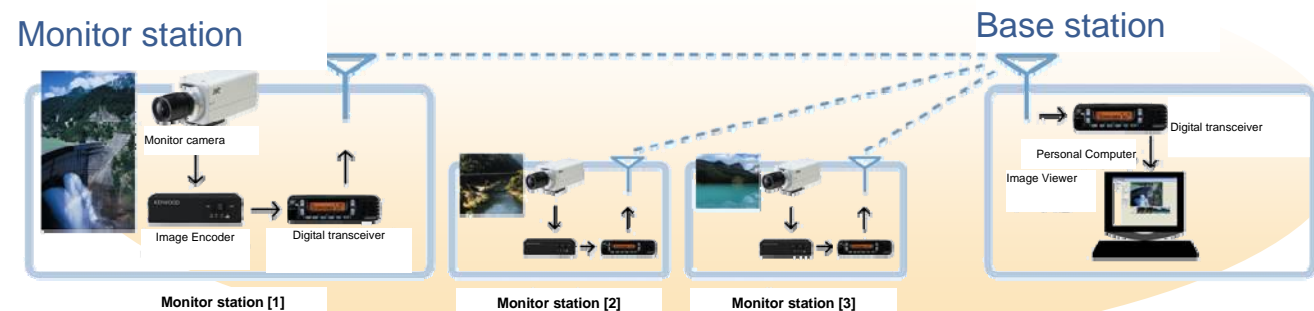 Monitor station
Base station
JVC
Monitor camera
KENWOOD
Image Encoder
Digital transceiver
Digital transceiver
Personal Computer
Image Viewer
Monitor station [1]
Monitor station [2]
Monitor station [3]